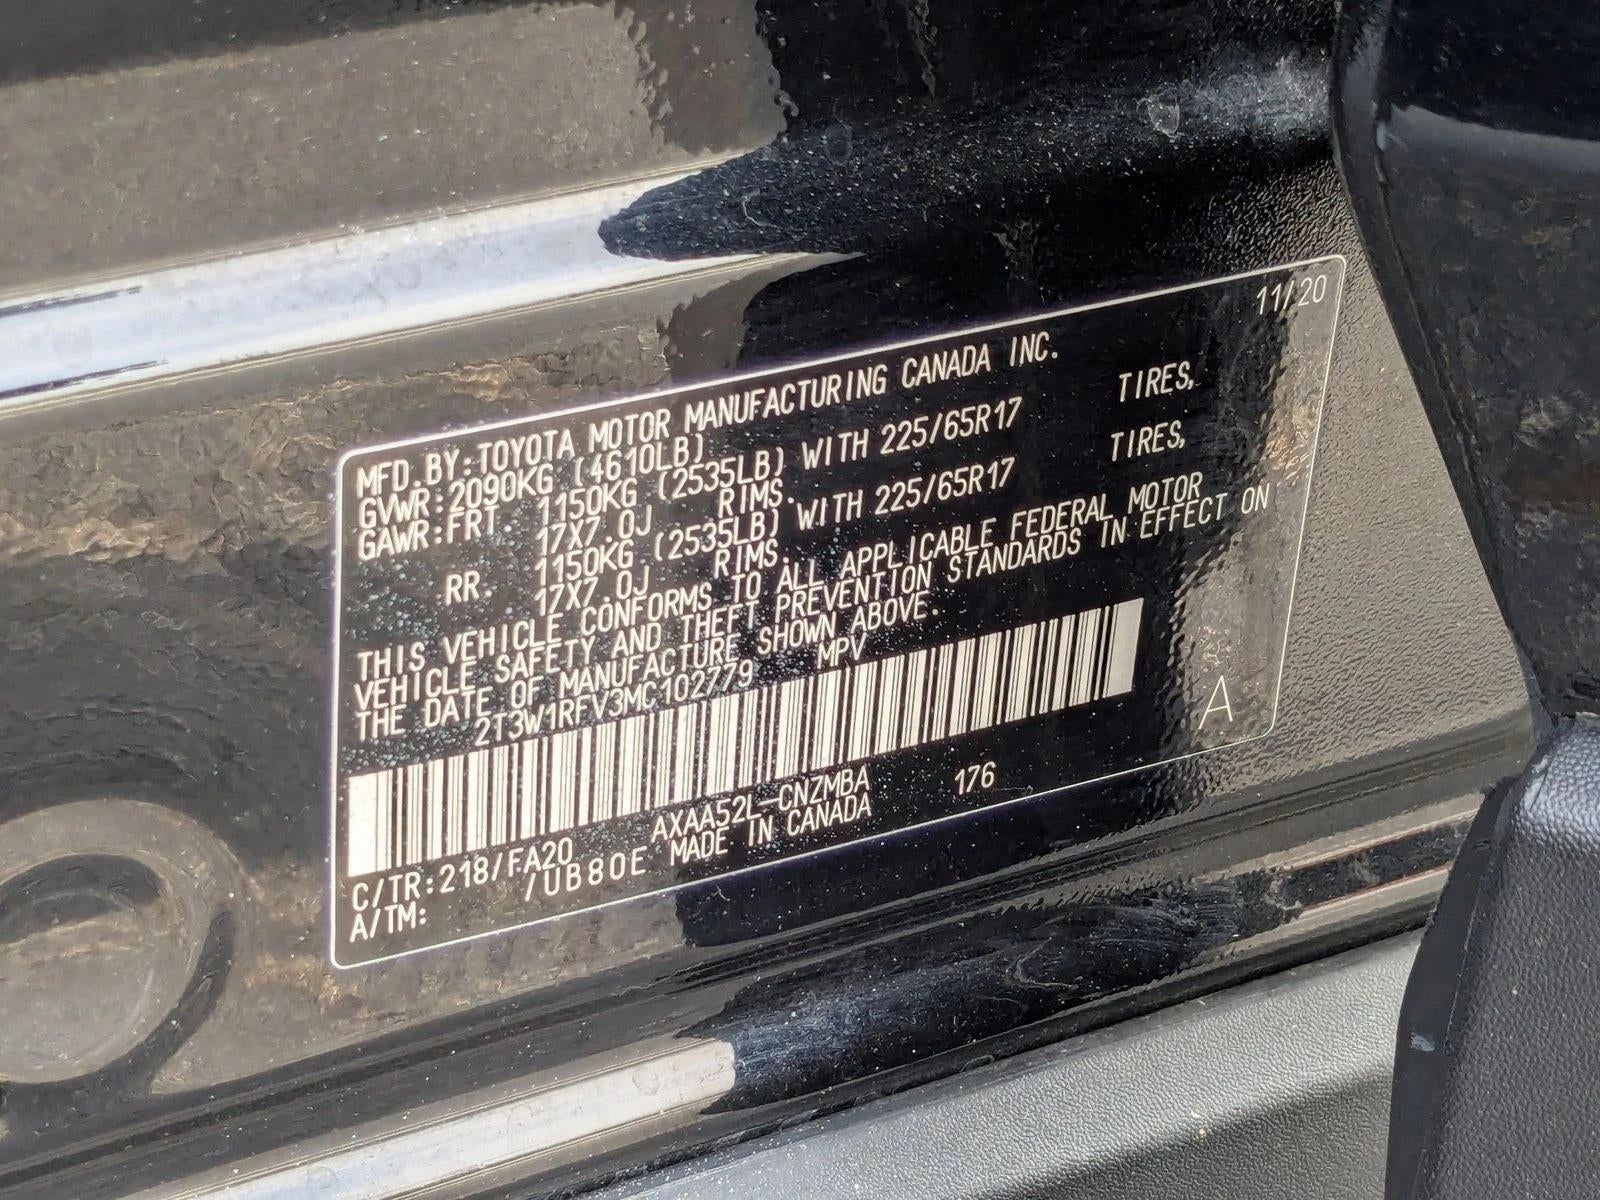 11/20
MFD.BY:TOYOTA MOTOR MANUFACTURING CANADA INC.
GVWR:2090KG (4610LB)
GAWR:FRT 1150KG (2535LB) WITH 225/65R17 TIRES,
17X7.0J RIMS.
RR. 1150KG (2535LB) WITH 225/65R17 TIRES,
17X7.0J RIMS.
THIS VEHICLE CONFORMS TO ALL APPLICABLE FEDERAL MOTOR
VEHICLE SAFETY AND THEFT PREVENTION STANDARDS IN EFFECT ON
THE DATE OF MANUFACTURE SHOWN ABOVE.
2T3W1RFV3MC102779 MPV
A
C/TR:218/FA20 AXAA52L-CNZMBA 176
A/TM: /UB80E MADE IN CANADA